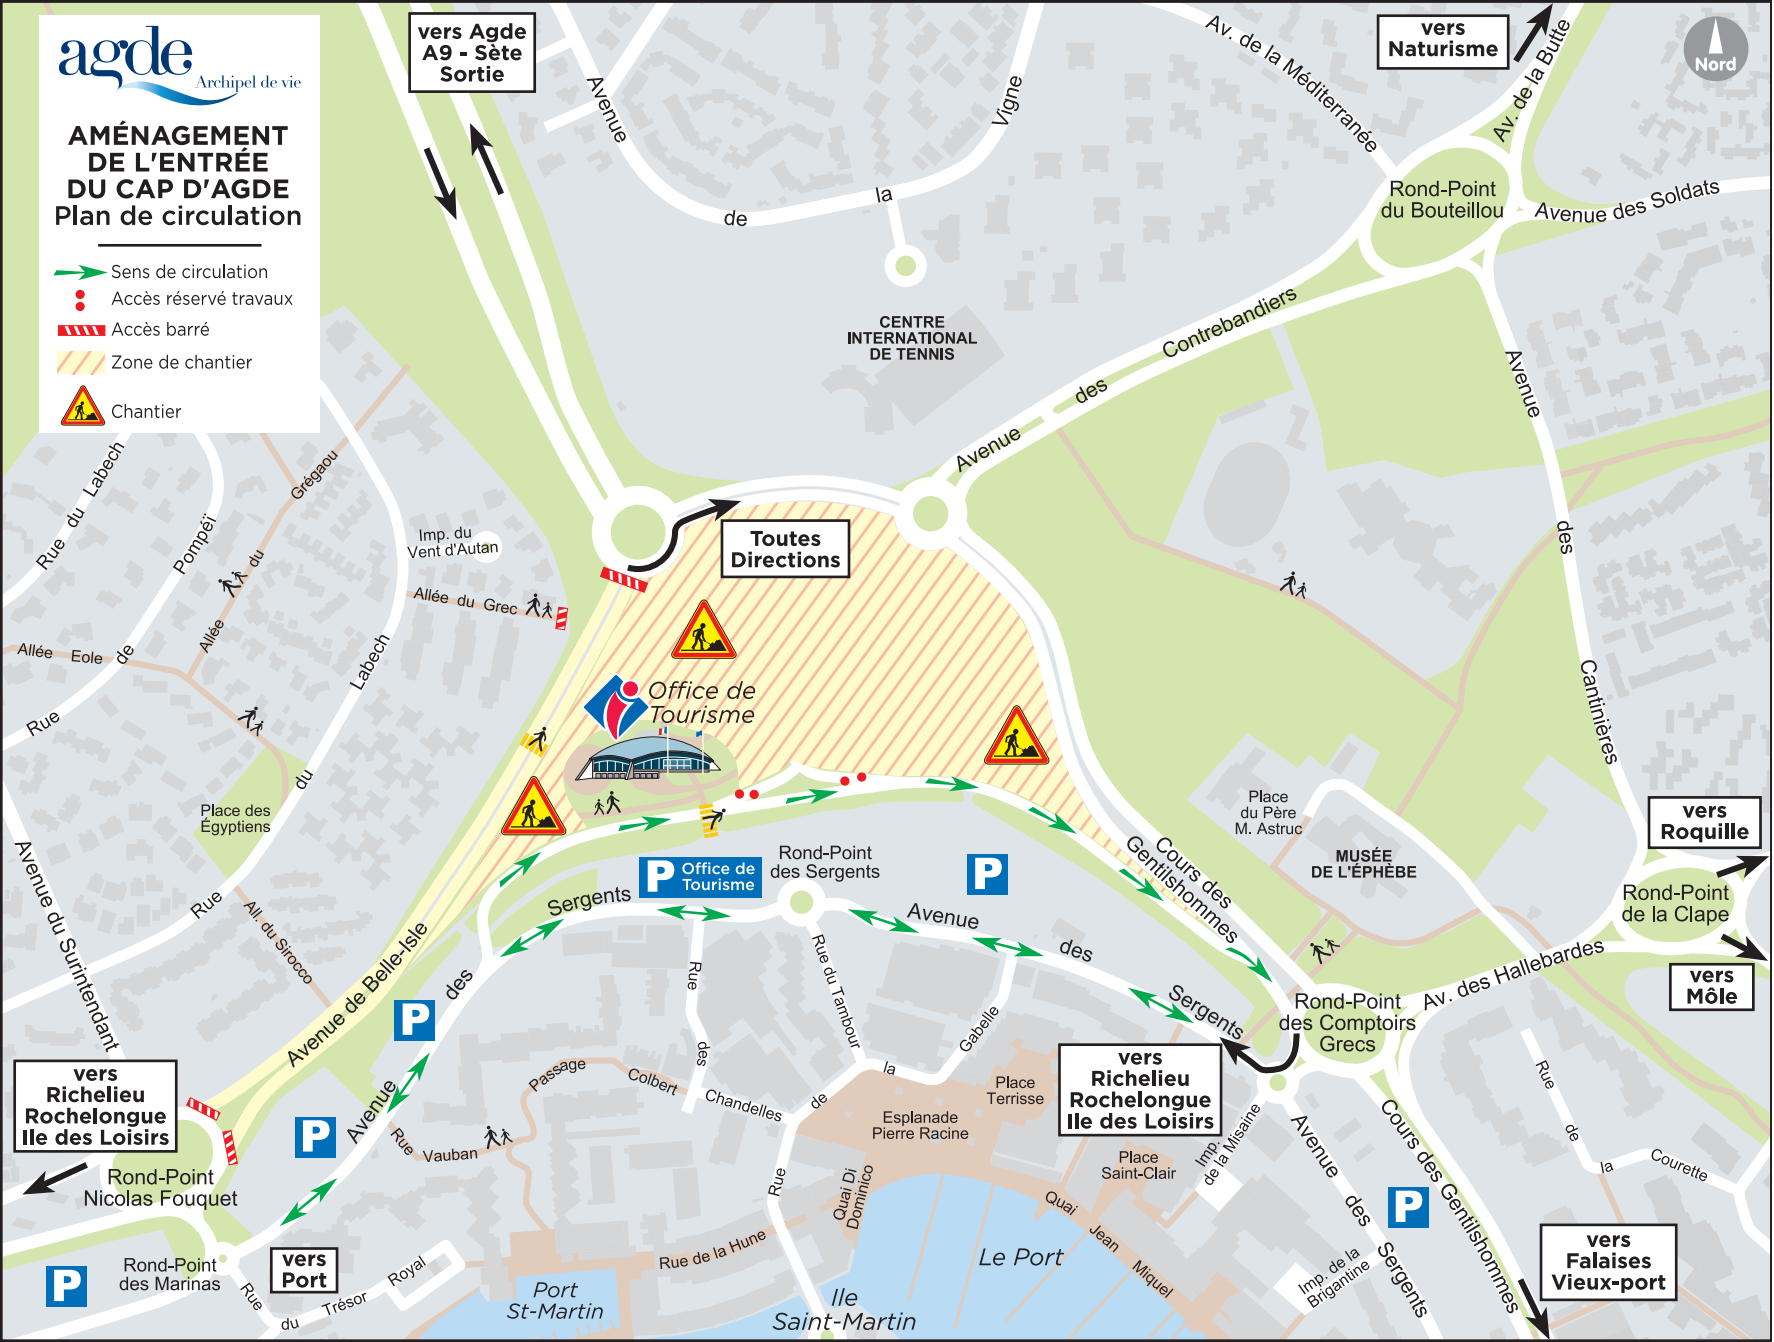 agde
Archipel de vie
AMÉNAGEMENT
DE L'ENTRÉE
DU CAP D'AGDE
Plan de circulation
Sens de circulation
Accès réservé travaux
Accès barré
Zone de chantier
Chantier
vers Agde
A9 - Sète
Sortie
vers
Naturisme
Nord
Avenue
de
la
Vigne
Av. de la Méditerranée
Av. de la Butte
Rond-Point
du Bouteillou
Avenue des Soldats
CENTRE
INTERNATIONAL
DE TENNIS
Avenue
des
Contrebandiers
Avenue
des
Cantinières
Rue du Labech
Rue de Pompéï
Allée du Grégaou
Allée Eole
Imp. du
Vent d'Autan
Allée du Grec
Rue du Labech
Place des
Égyptiens
All. du Sirocco
Avenue du Surintendant
Avenue de Belle-Isle
Toutes
Directions
Office de
Tourisme
P Office de
Tourisme
Rond-Point
des Sergents
P
Cours des
Gentilshommes
Place
du Père
M. Astruc
MUSÉE
DE L'ÉPHÈBE
vers
Roquille
Rond-Point
de la Clape
vers
Môle
Av. des Hallebardes
Rond-Point
des Comptoirs
Grecs
Avenue des Sergents
Avenue des Sergents
P
P
P
P
vers
Richelieu
Rochelongue
Ile des Loisirs
Rond-Point
Nicolas Fouquet
Rond-Point
des Marinas
vers
Port
Rue du Trésor Royal
Rue Vauban
Passage Colbert
Rue des Chandelles
Rue du Tambour
Rue de la Gabelle
Esplanade
Pierre Racine
Place
Terrisse
vers
Richelieu
Rochelongue
Ile des Loisirs
Place
Saint-Clair
Imp.
de la Misaine
Quai Di
Dominico
Rue de la Hune
Port
St-Martin
Ile
Saint-Martin
Le Port
Quai Jean Miquel
Imp. de la
Brigantine
Avenue des Sergents
Cours des Gentilshommes
P
Rue de la Courette
vers
Falaises
Vieux-port